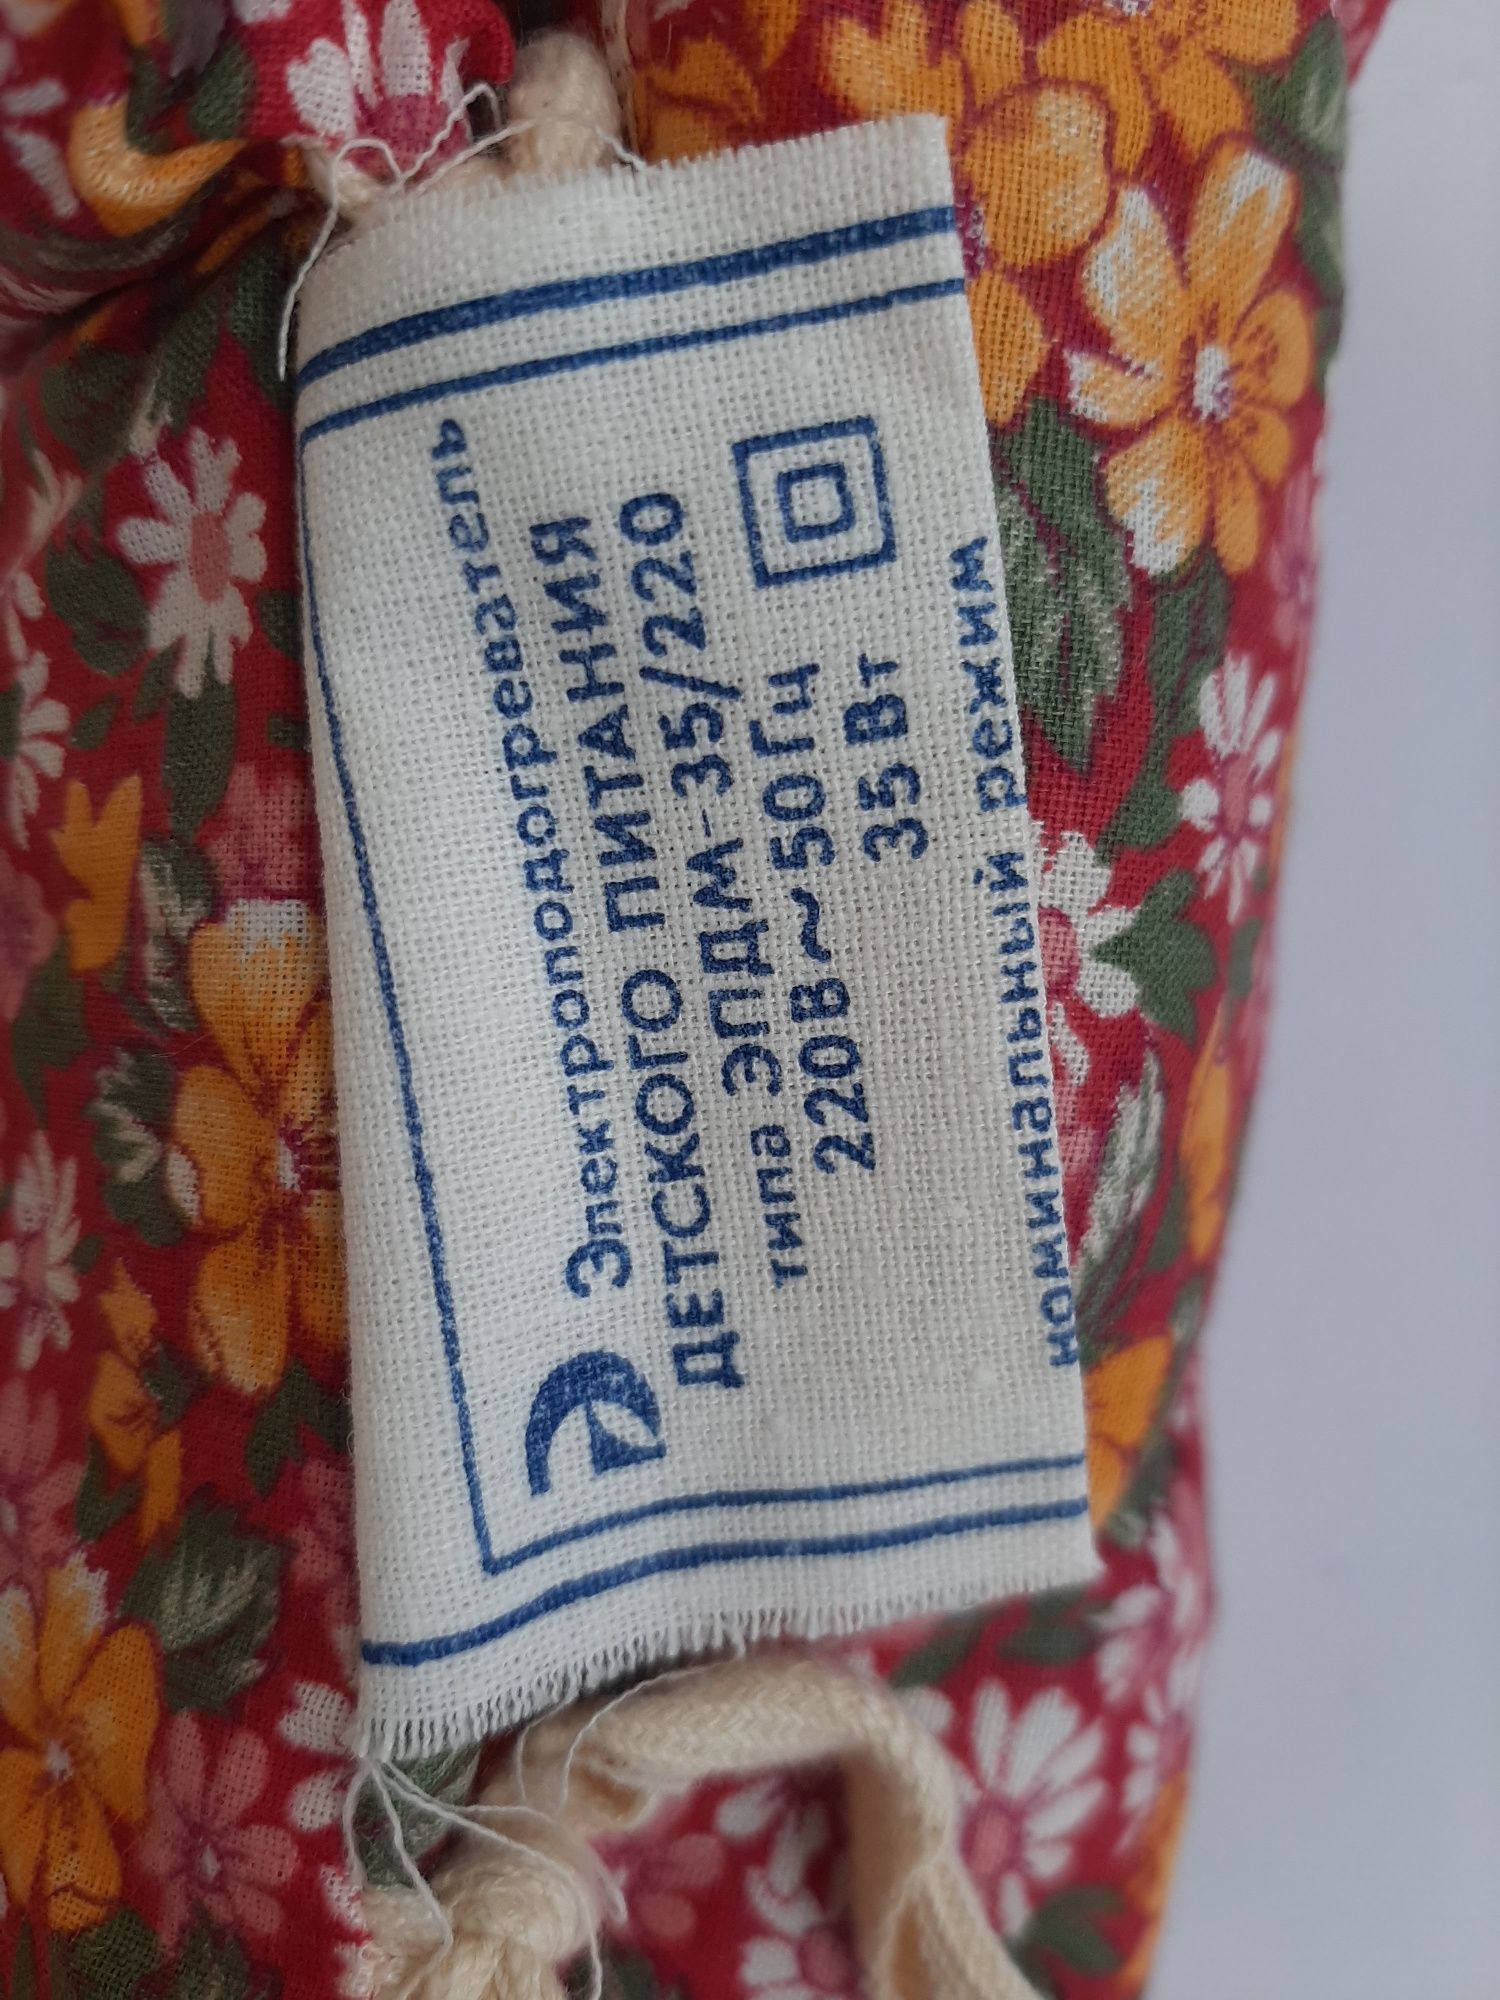 Электроподогреватель
ДЕТСКОГО ПИТАНИЯ
типа ЭПДМ-35/220
220В~50Гц
35 Вт
номинальный режим